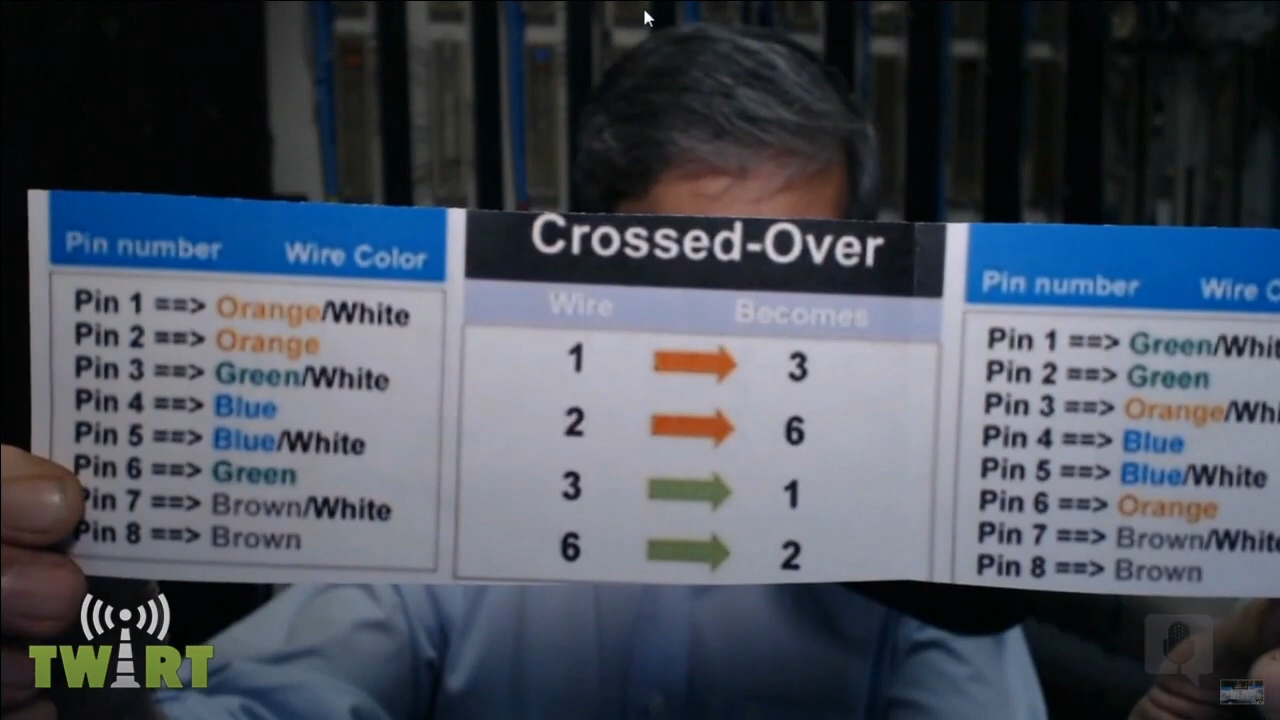 Pin number Wire Color
Pin 1 ==> Orange/White
Pin 2 ==> Orange
Pin 3 ==> Green/White
Pin 4 ==> Blue
Pin 5 ==> Blue/White
Pin 6 ==> Green
Pin 7 ==> Brown/White
Pin 8 ==> Brown
Crossed-Over
Wire Becomes
1 3
2 6
3 1
6 2
Pin number Wire C
Pin 1 ==> Green/Whit
Pin 2 ==> Green
Pin 3 ==> Orange/Wh
Pin 4 ==> Blue
Pin 5 ==> Blue/White
Pin 6 ==> Orange
Pin 7 ==> Brown/White
Pin 8 ==> Brown
TWIRT